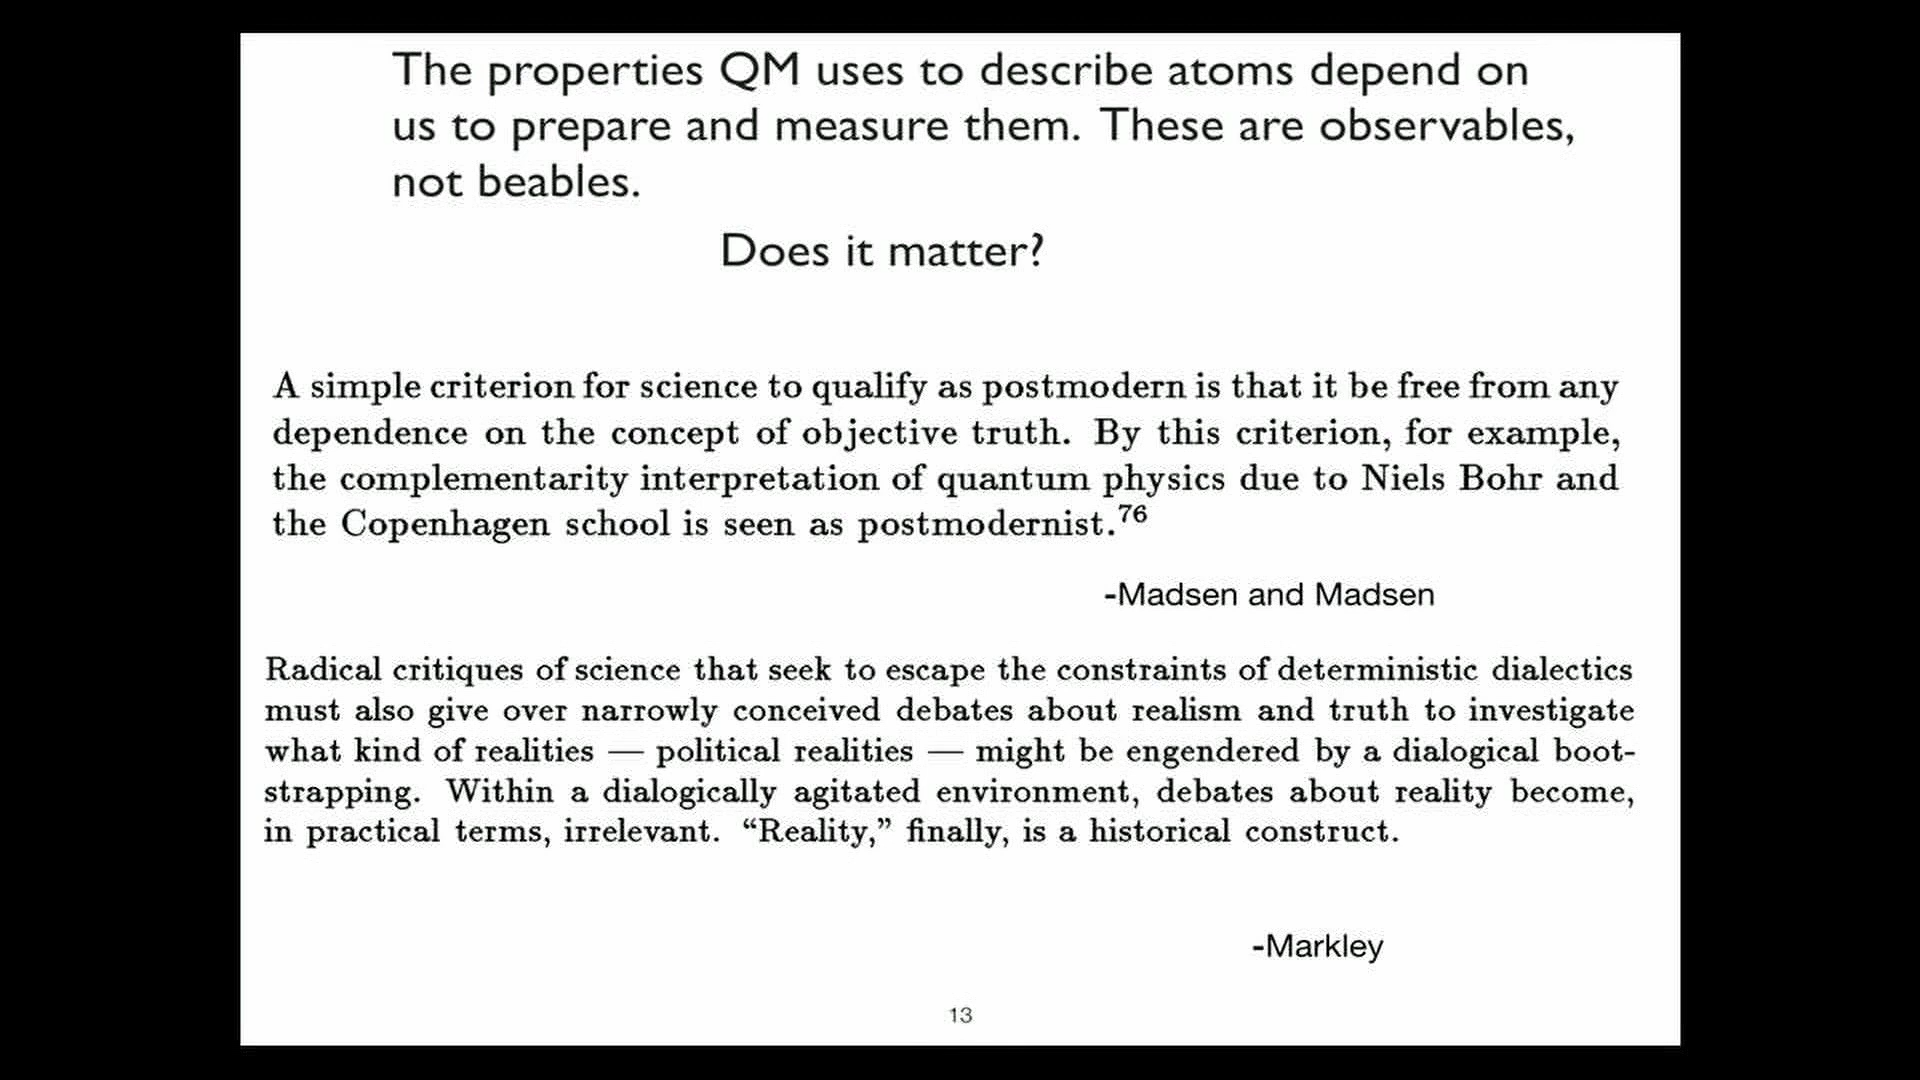 The properties QM uses to describe atoms depend on
us to prepare and measure them. These are observables,
not beables.
Does it matter?
A simple criterion for science to qualify as postmodern is that it be free from any
dependence on the concept of objective truth. By this criterion, for example,
the complementarity interpretation of quantum physics due to Niels Bohr and
the Copenhagen school is seen as postmodernist.76
-Madsen and Madsen
Radical critiques of science that seek to escape the constraints of deterministic dialectics
must also give over narrowly conceived debates about realism and truth to investigate
what kind of realities — political realities — might be engendered by a dialogical boot-
strapping. Within a dialogically agitated environment, debates about reality become,
in practical terms, irrelevant. “Reality,” finally, is a historical construct.
-Markley
13